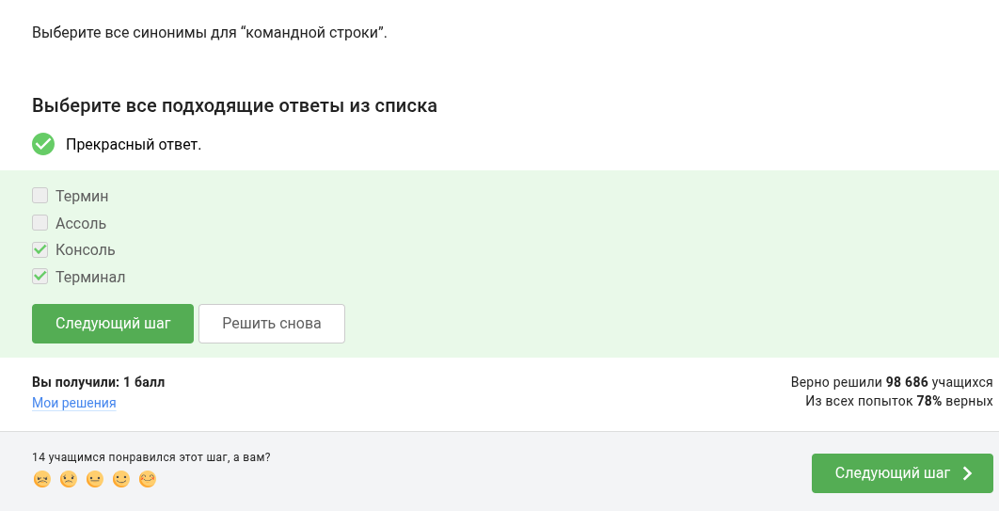 Выберите все синонимы для “командной строки”.
Выберите все подходящие ответы из списка
Прекрасный ответ.
Термин
Ассоль
Консоль
Терминал
Следующий шаг
Решить снова
Вы получили: 1 балл
Мои решения
Верно решили 98 686 учащихся
Из всех попыток 78% верных
14 учащимся понравился этот шаг, а вам?
Следующий шаг